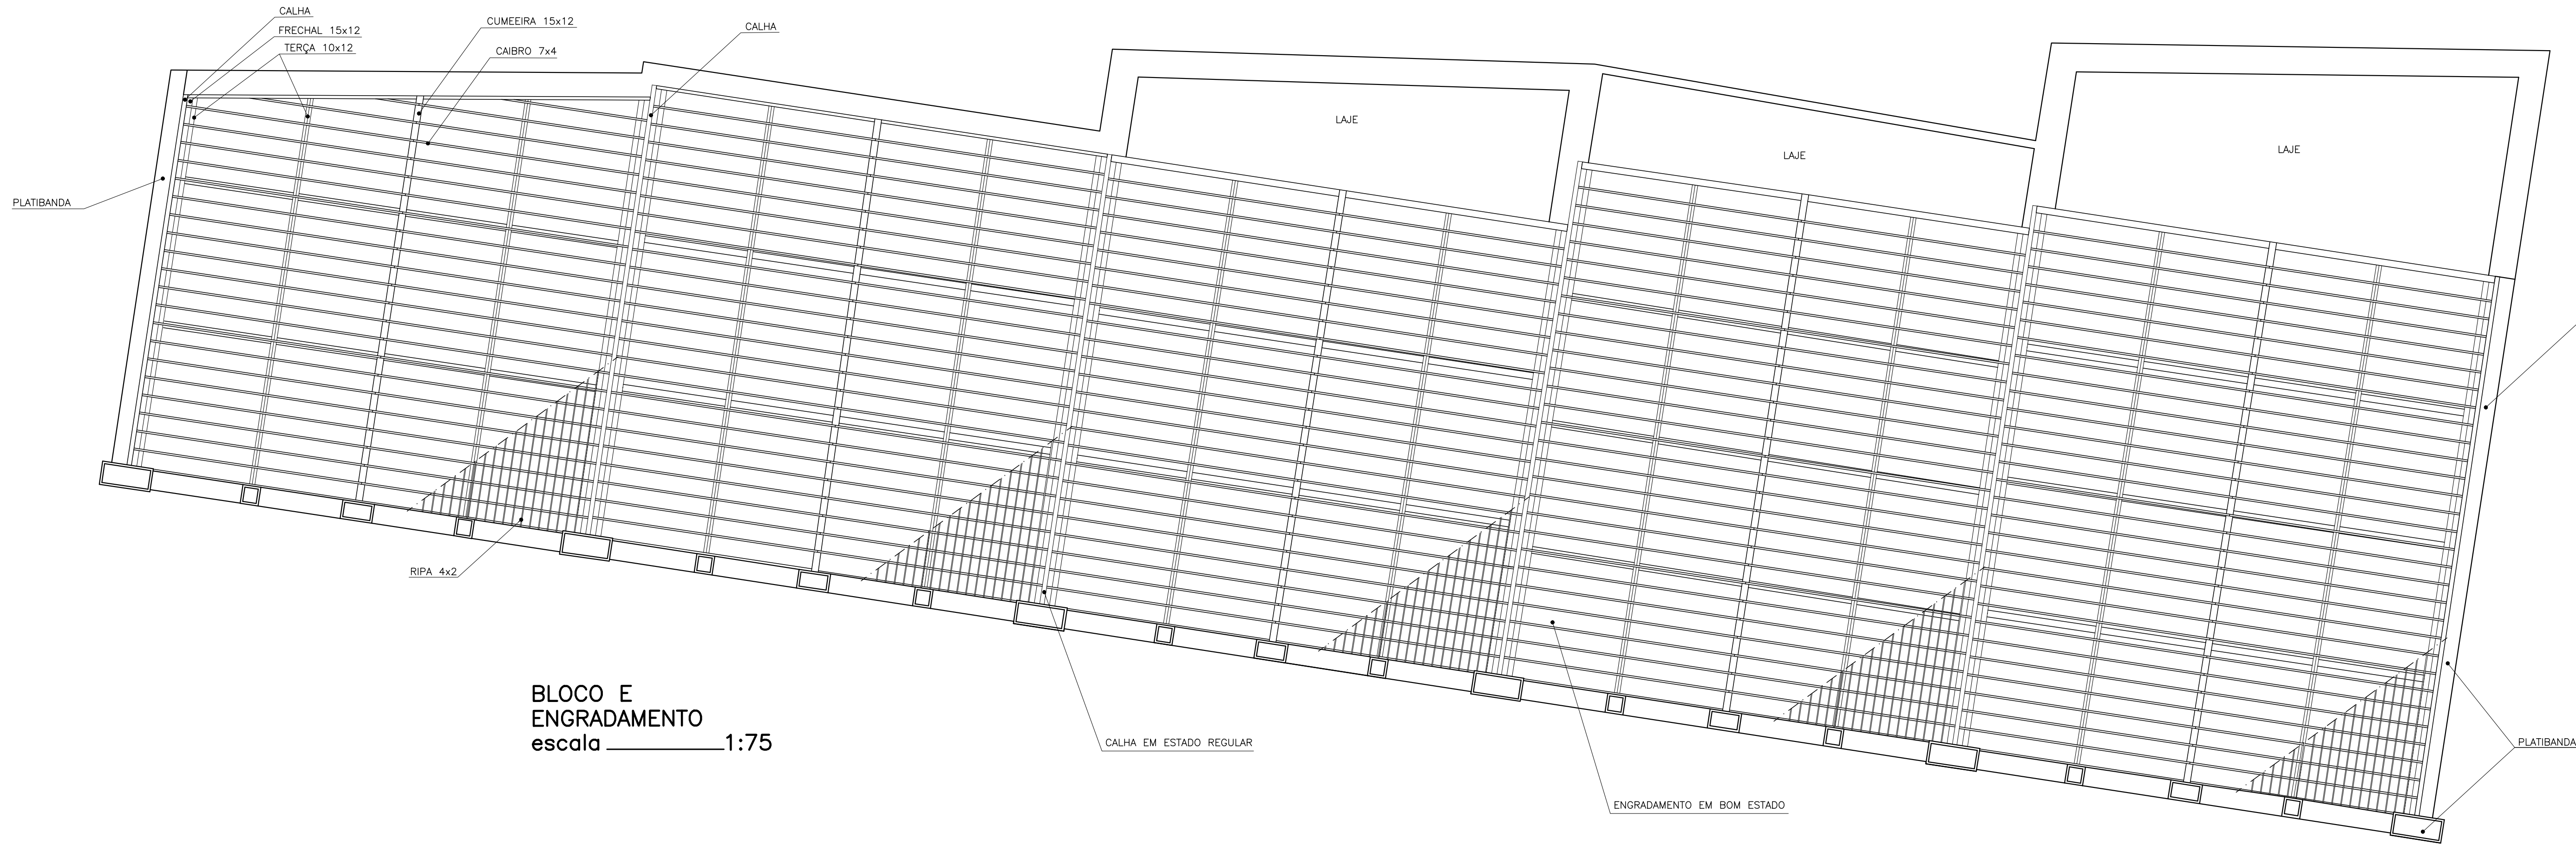 CALHA
FRECHAL 15x12
TERÇA 10x12
CUMEEIRA 15x12
CAIBRO 7x4
CALHA
LAJE
LAJE
LAJE
PLATIBANDA
RIPA 4x2
BLOCO E
ENGRADAMENTO
escala 1:75
CALHA EM ESTADO REGULAR
ENGRADAMENTO EM BOM ESTADO
PLATIBANDA